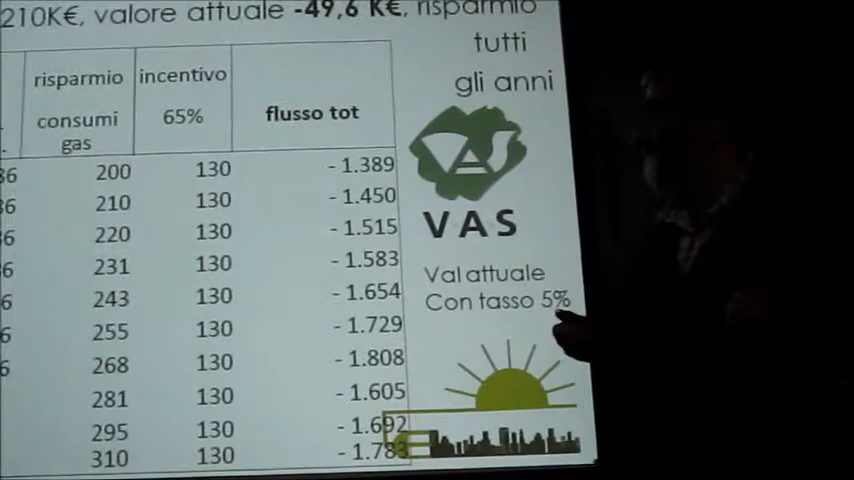 210K€, valore attuale -49,6 K€, risparmio
tutti
gli anni
risparmio consumi gas incentivo 65% flusso tot
86 200 130 - 1.389
86 210 130 - 1.450
6 220 130 - 1.515
6 231 130 - 1.583
6 243 130 - 1.654
6 255 130 - 1.729
6 268 130 - 1.808
281 130 - 1.605
295 130 - 1.692
310 130 - 1.783
VAS
VAS
Val attuale
Con tasso 5%